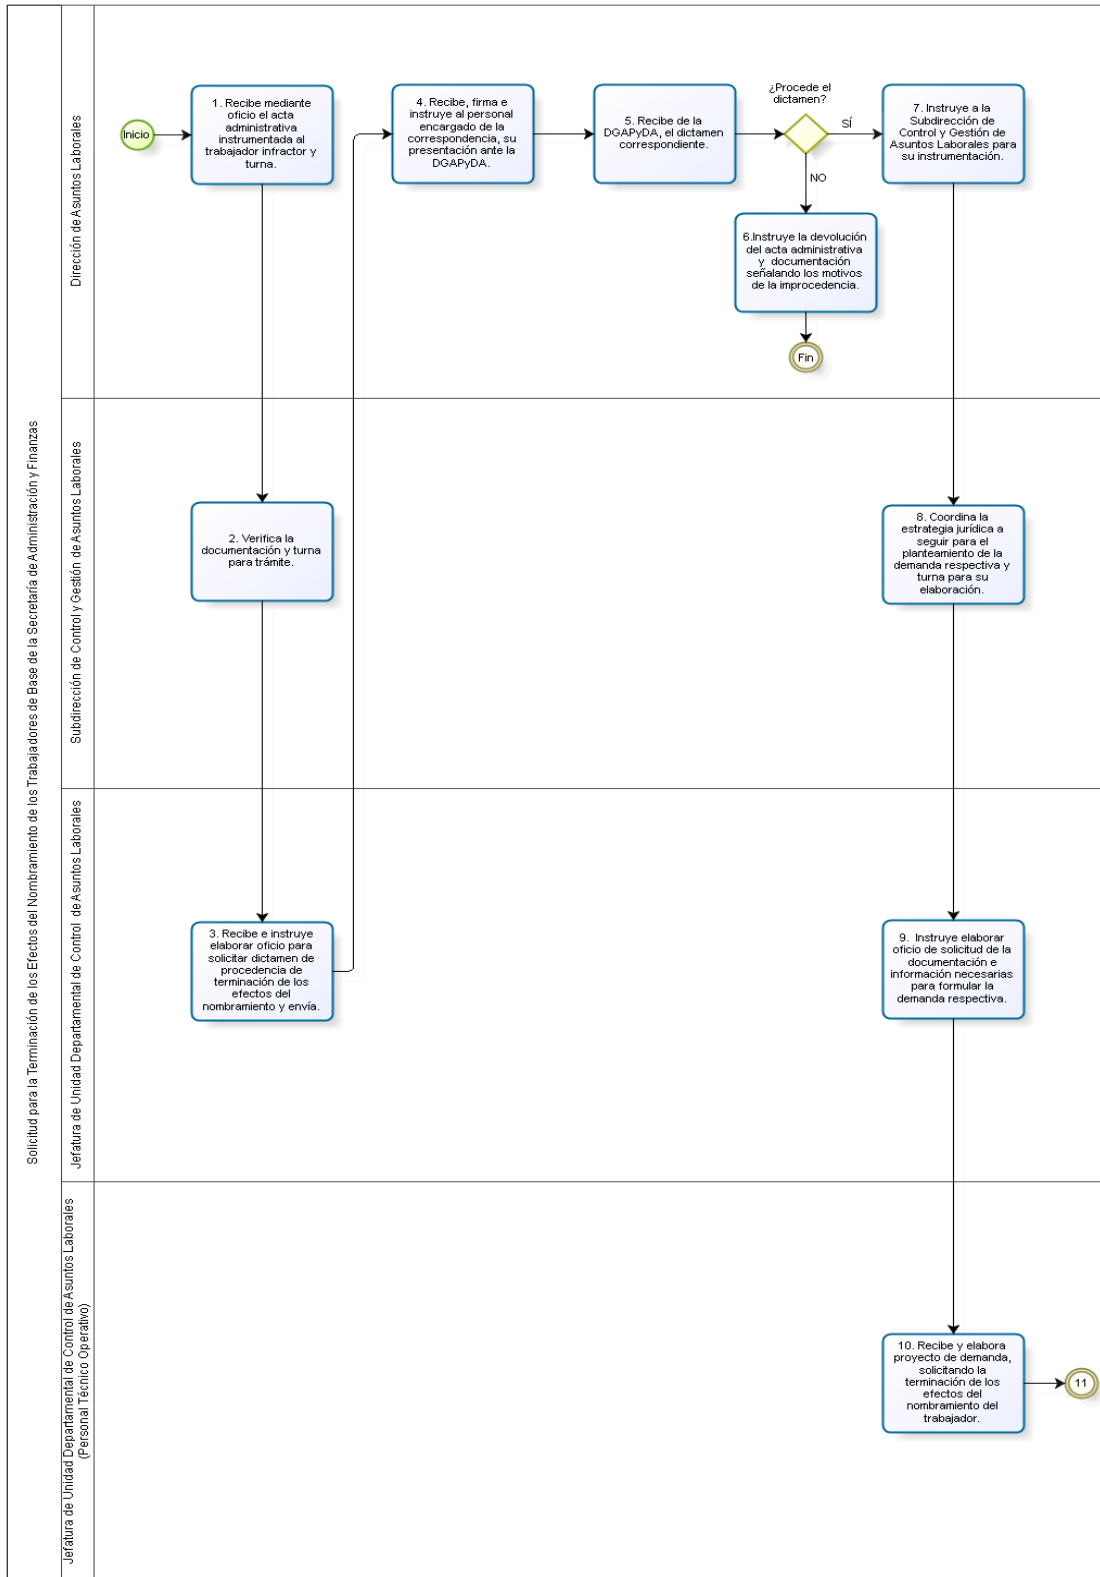 Solicitud para la Terminación de los Efectos del Nombramiento de los Trabajadores de Base de la Secretaría de Administración y Finanzas
Dirección de Asuntos Laborales
Inicio
1. Recibe mediante
oficio el acta
administrativa
instrumentada al
trabajador infractor y
turna.
4. Recibe, firma e
instruye al personal
encargado de la
correspondencia, su
presentación ante la
DGAPyDA.
5. Recibe de la
DGAPyDA, el dictamen
correspondiente.
¿Procede el
dictamen?
SÍ
NO
7. Instruye a la
Subdirección de
Control y Gestión de
Asuntos Laborales para
su instrumentación.
6.Instruye la devolución
del acta administrativa
y documentación
señalando los motivos
de la improcedencia.
Fin
Subdirección de Control y Gestión de Asuntos Laborales
2. Verifica la
documentación y turna
para trámite.
8. Coordina la
estrategia jurídica a
seguir para el
planteamiento de la
demanda respectiva y
turna para su
elaboración.
Jefatura de Unidad Departamental de Control de Asuntos Laborales
3. Recibe e instruye
elaborar oficio para
solicitar dictamen de
procedencia de
terminación de los
efectos del
nombramiento y envía.
9. Instruye elaborar
oficio de solicitud de la
documentación e
información necesarias
para formular la
demanda respectiva.
Jefatura de Unidad Departamental de Control de Asuntos Laborales
(Personal Técnico Operativo)
10. Recibe y elabora
proyecto de demanda,
solicitando la
terminación de los
efectos del
nombramiento del
trabajador.
11